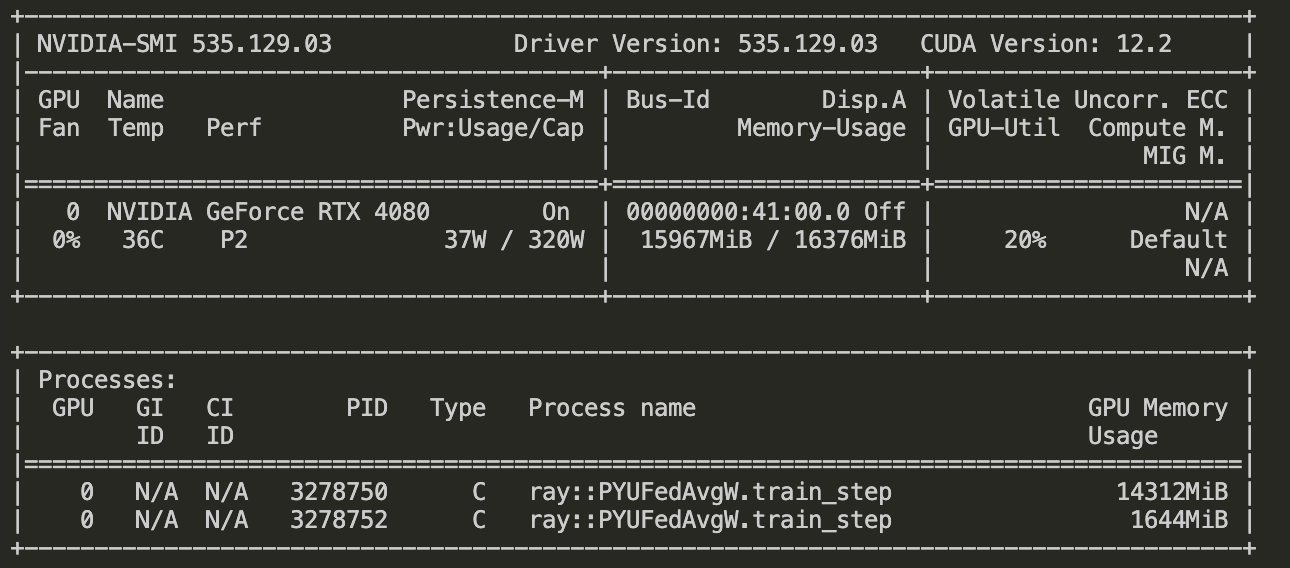 +---------------------------------------------------------------------------------------+
| NVIDIA-SMI 535.129.03             Driver Version: 535.129.03   CUDA Version: 12.2     |
|-----------------------------------------+----------------------+----------------------+
| GPU  Name                 Persistence-M | Bus-Id        Disp.A | Volatile Uncorr. ECC |
| Fan  Temp   Perf          Pwr:Usage/Cap |         Memory-Usage | GPU-Util  Compute M. |
|                                         |                      |               MIG M. |
|=========================================+======================+======================|
|   0  NVIDIA GeForce RTX 4080        On  | 00000000:41:00.0 Off |                  N/A |
|  0%   36C    P2                37W / 320W |  15967MiB / 16376MiB |     20%      Default |
|                                         |                      |                  N/A |
+-----------------------------------------+----------------------+----------------------+
+---------------------------------------------------------------------------------------+
| Processes:                                                                            |
|  GPU   GI   CI        PID   Type   Process name                            GPU Memory |
|        ID   ID                                                             Usage      |
|=======================================================================================|
|    0   N/A  N/A   3278750      C   ray::PYUFedAvgW.train_step                14312MiB |
|    0   N/A  N/A   3278752      C   ray::PYUFedAvgW.train_step                 1644MiB |
+---------------------------------------------------------------------------------------+